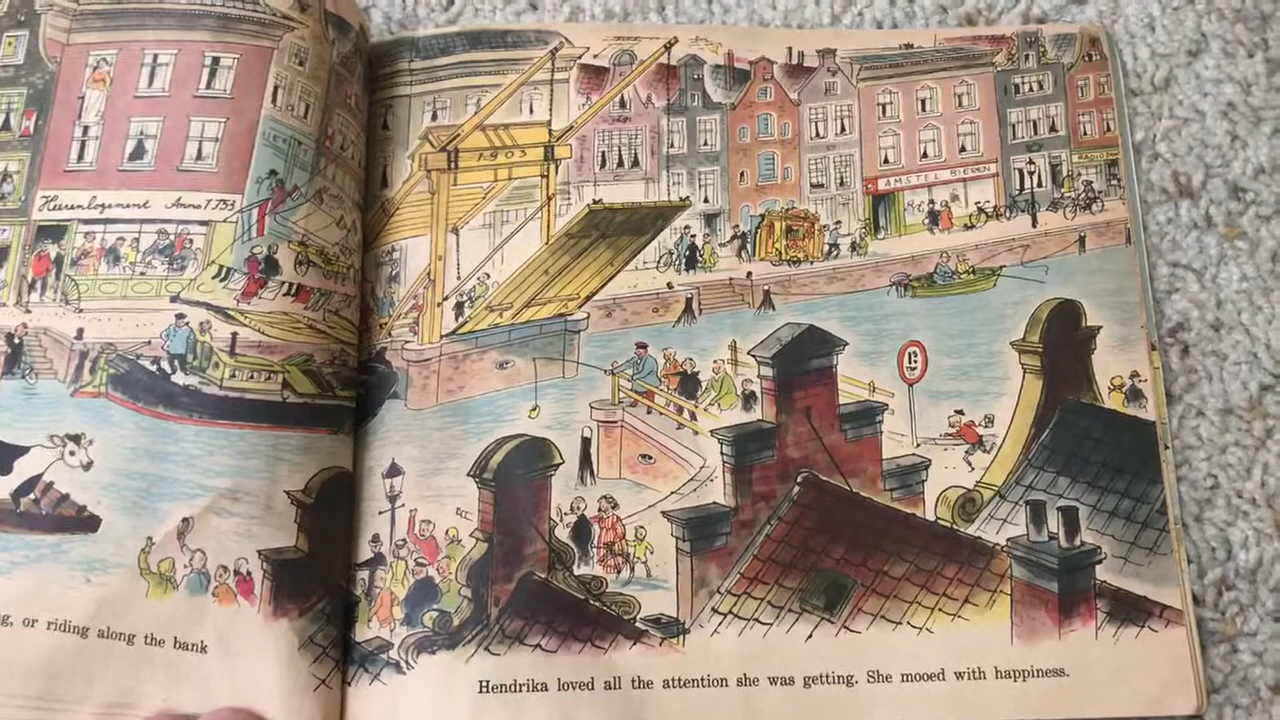 Heerenlogement Anno 1753
1903
AMSTEL BIEREN
g, or riding along the bank
Hendrika loved all the attention she was getting. She mooed with happiness.